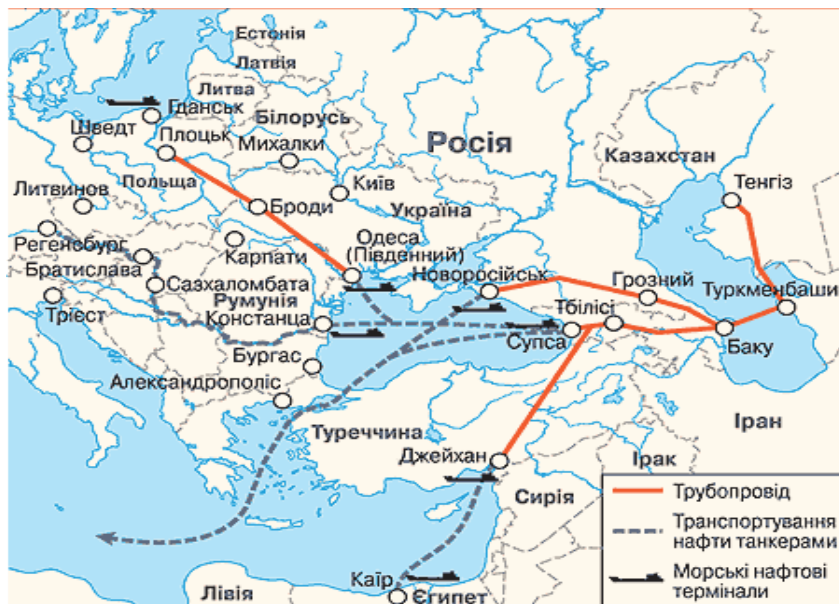 Естонія
Латвія
Литва
Гданськ
Білорусь
Шведт
Плоцьк
Михалки
Росія
Казахстан
Польща
Тенгіз
Литвинов
Київ
Броди
Україна
Регенсбург
Карпати
Одеса
(Південний)
Братислава
Новоросійськ
Грозний
Сазхаломбата
Туркменбаши
Румунія
Тбілісі
Трієст
Констанца
Супса
Баку
Бургас
Александрополіс
Іран
Туреччина
Джейхан
Ірак
Сирія
Трубопровід
Транспортування
нафти танкерами
Морські нафтові
термінали
Каїр
Лівія
Єгипет